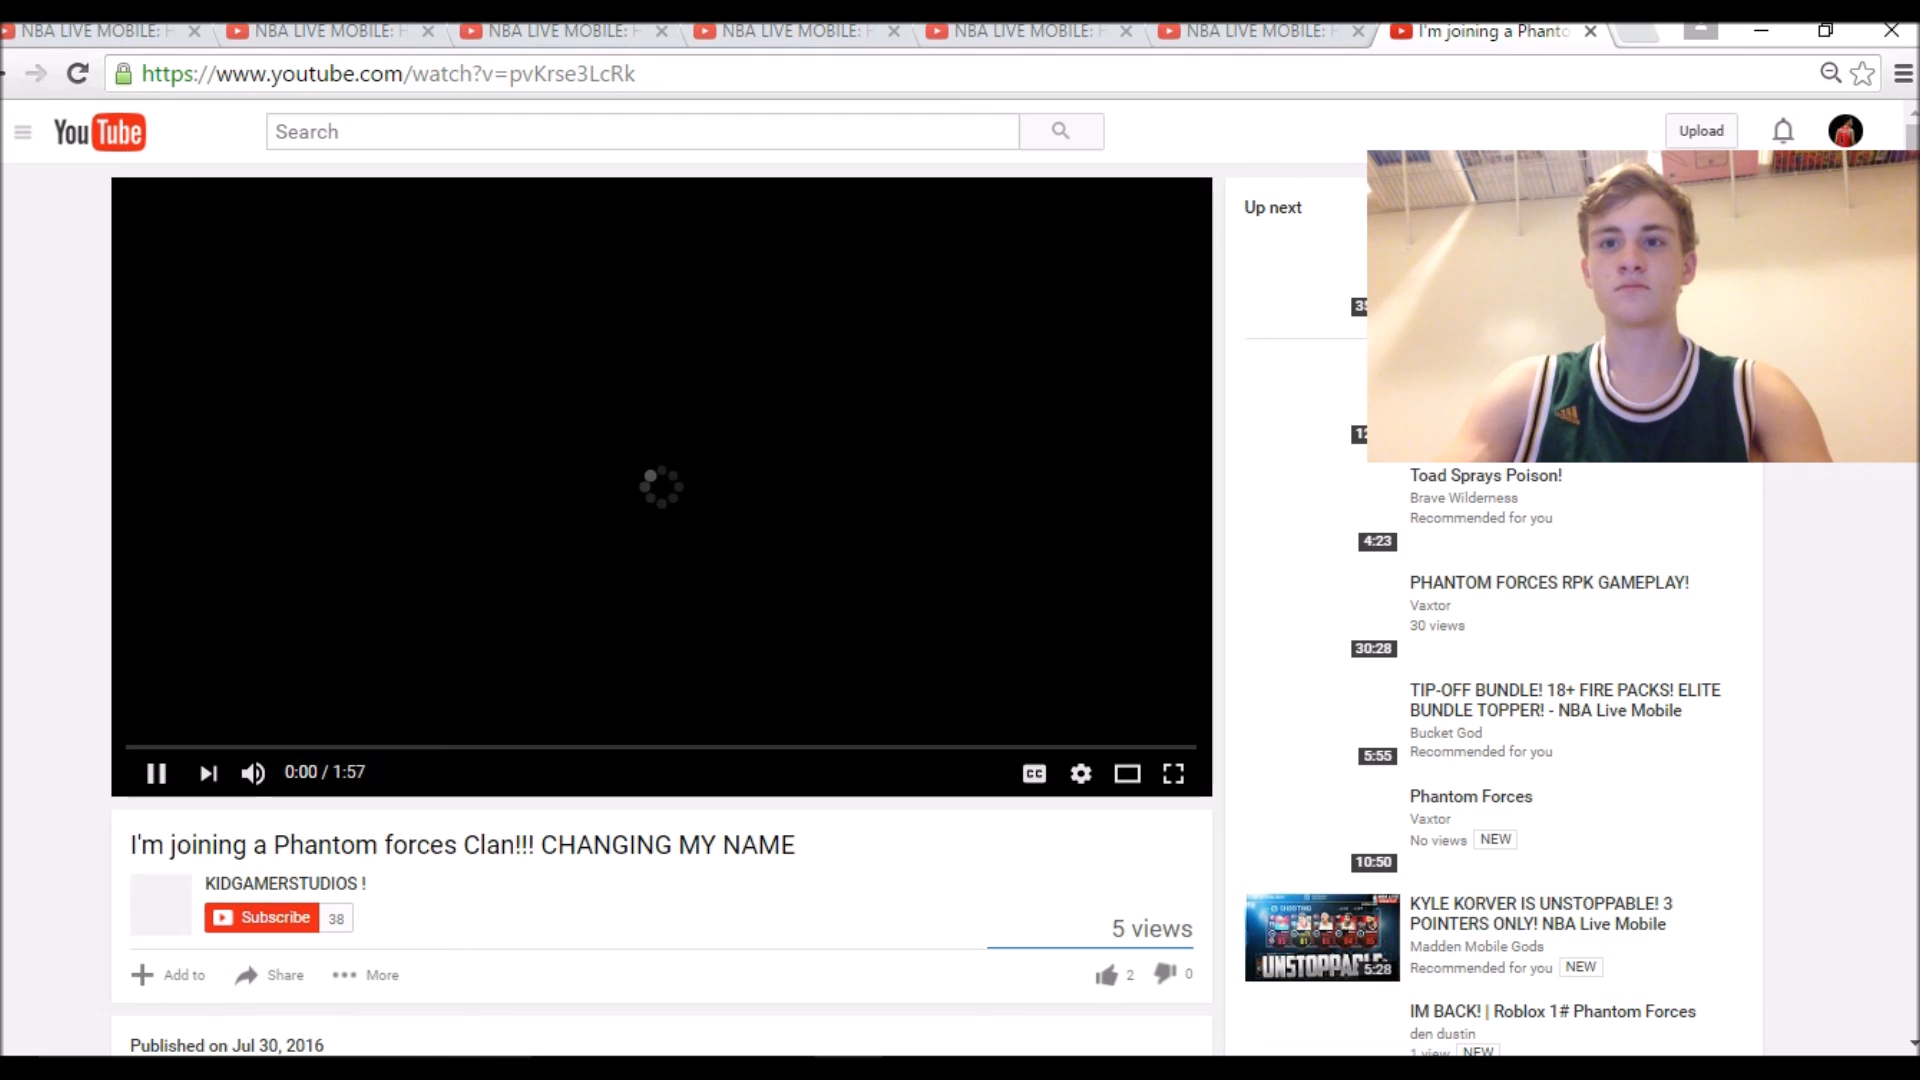 NBA LIVE MOBILE:
NBA LIVE MOBILE:
NBA LIVE MOBILE:
NBA LIVE MOBILE:
NBA LIVE MOBILE:
NBA LIVE MOBILE:
I'm joining a Phanto
https://www.youtube.com/watch?v=pvKrse3LcRk
YouTube
Search
Upload
Up next
Toad Sprays Poison!
Brave Wilderness
Recommended for you
4:23
PHANTOM FORCES RPK GAMEPLAY!
Vaxtor
30 views
30:28
TIP-OFF BUNDLE! 18+ FIRE PACKS! ELITE
BUNDLE TOPPER! - NBA Live Mobile
Bucket God
Recommended for you
5:55
Phantom Forces
Vaxtor
No views NEW
10:50
KYLE KORVER IS UNSTOPPABLE! 3
POINTERS ONLY! NBA Live Mobile
Madden Mobile Gods
Recommended for you NEW
SHOOTING
UNSTOPPABLE
5:28
IM BACK! | Roblox 1# Phantom Forces
den dustin
1 view NEW
0:00 / 1:57
CC
I'm joining a Phantom forces Clan!!! CHANGING MY NAME
KIDGAMERSTUDIOS !
Subscribe 38
5 views
Add to Share More
2 0
Published on Jul 30, 2016